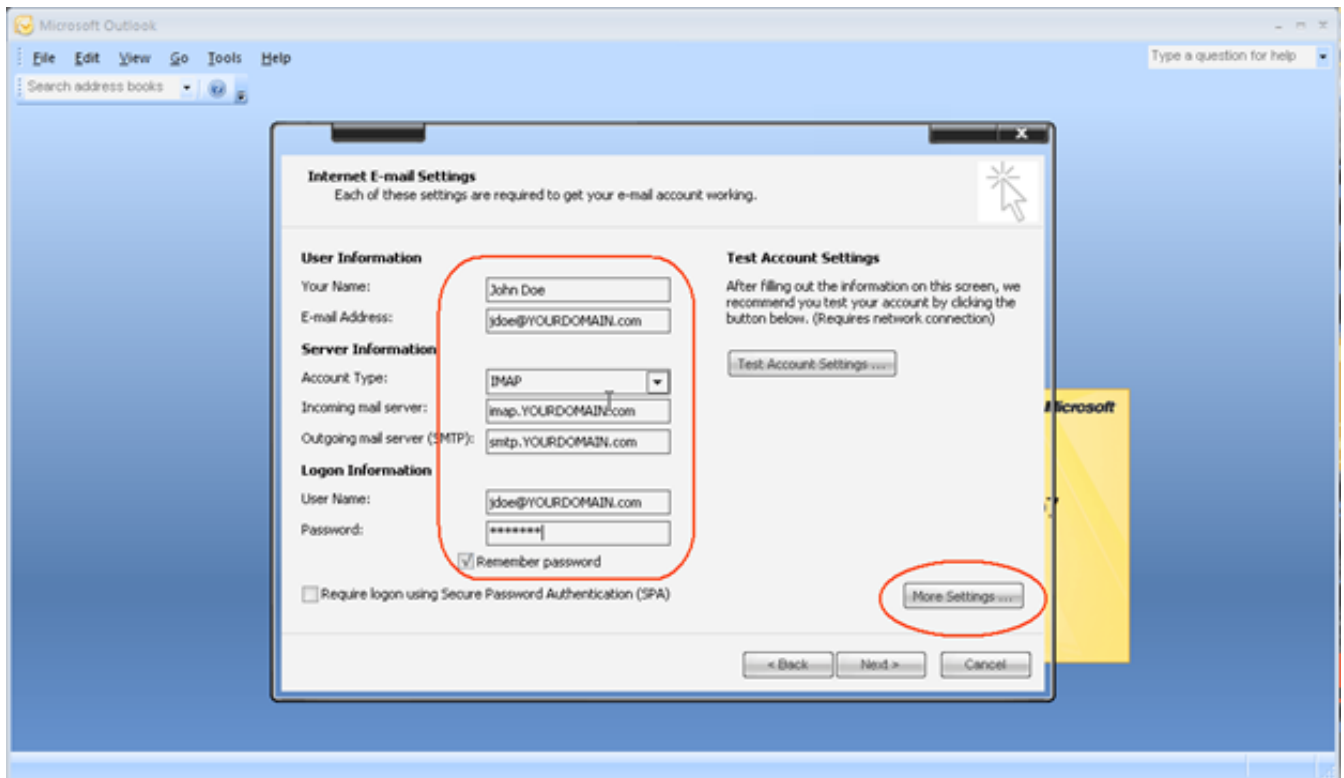 Microsoft Outlook
File Edit View Go Tools Help
Type a question for help
Search address books
Internet E-mail Settings
Each of these settings are required to get your e-mail account working.
User Information
Your Name: John Doe
E-mail Address: jdoe@YOURDOMAIN.com
Server Information
Account Type: IMAP
Incoming mail server: imap.YOURDOMAIN.com
Outgoing mail server (SMTP): smtp.YOURDOMAIN.com
Logon Information
User Name: jdoe@YOURDOMAIN.com
Password: *******
Remember password
Require logon using Secure Password Authentication (SPA)
Test Account Settings
After filling out the information on this screen, we
recommend you test your account by clicking the
button below. (Requires network connection)
Test Account Settings ...
Microsoft
More Settings ...
< Back Next > Cancel